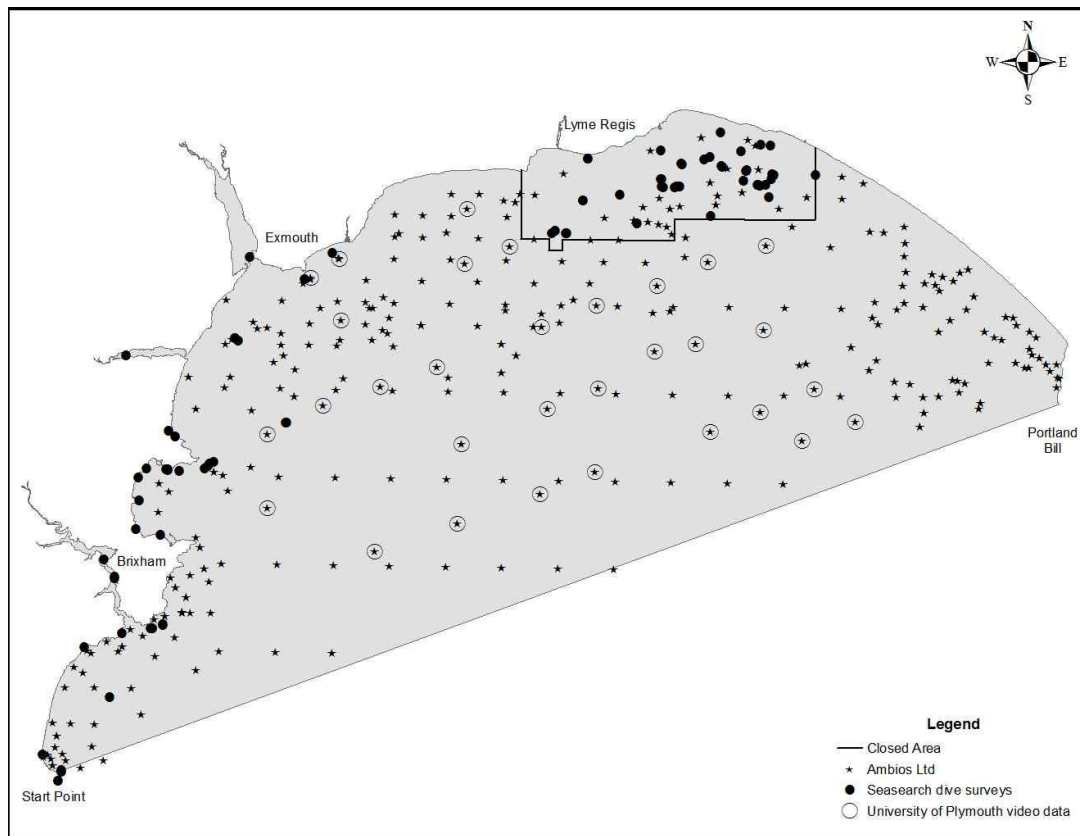 N
W E
S
Lyme Regis
Exmouth
Portland
Bill
Brixham
Start Point
Legend
Closed Area
Ambios Ltd
Seasearch dive surveys
University of Plymouth video data